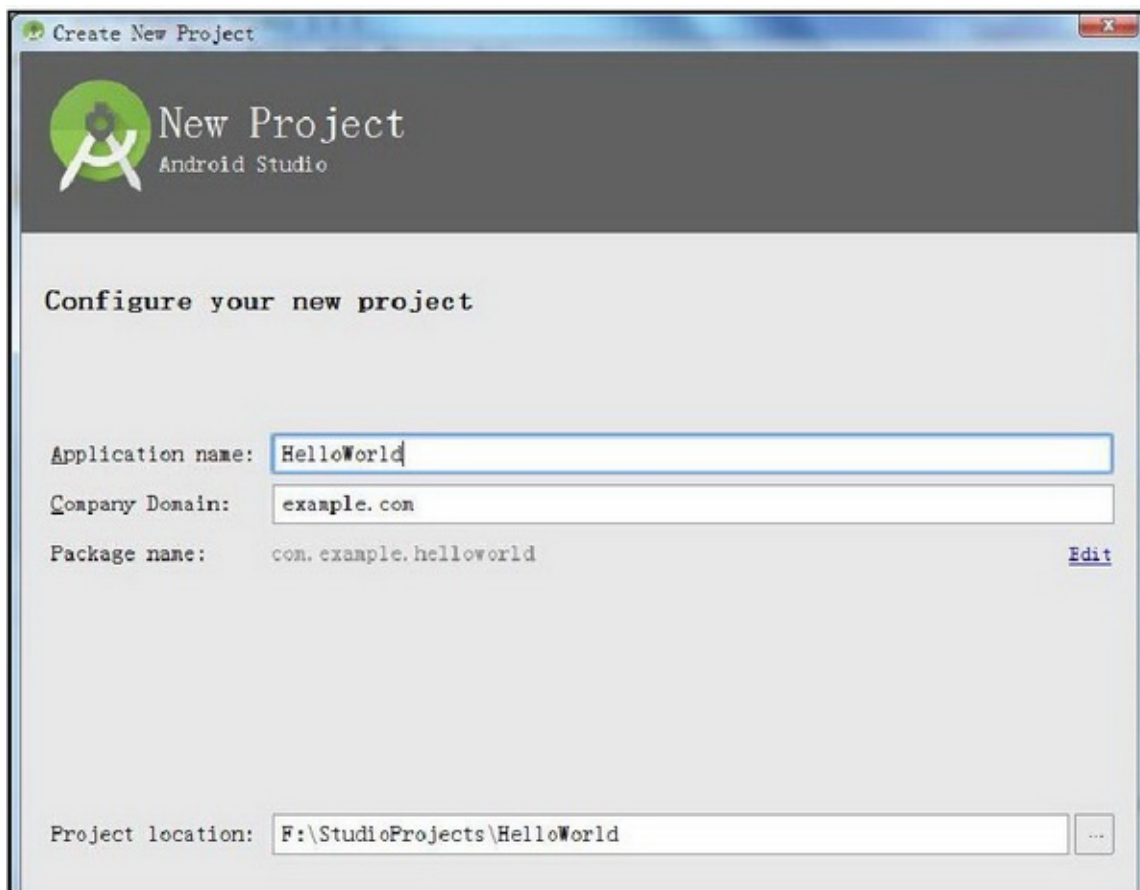 Create New Project
New Project
Android Studio
Configure your new project
Application name: HelloWorld
Company Domain: example.com
Package name: com.example.helloworld Edit
Project location: F:\StudioProjects\HelloWorld ...